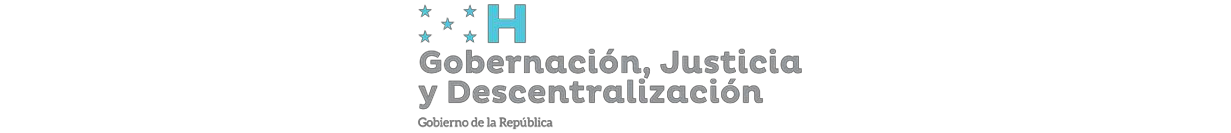 H
Gobernación, Justicia
y Descentralización
Gobierno de la República